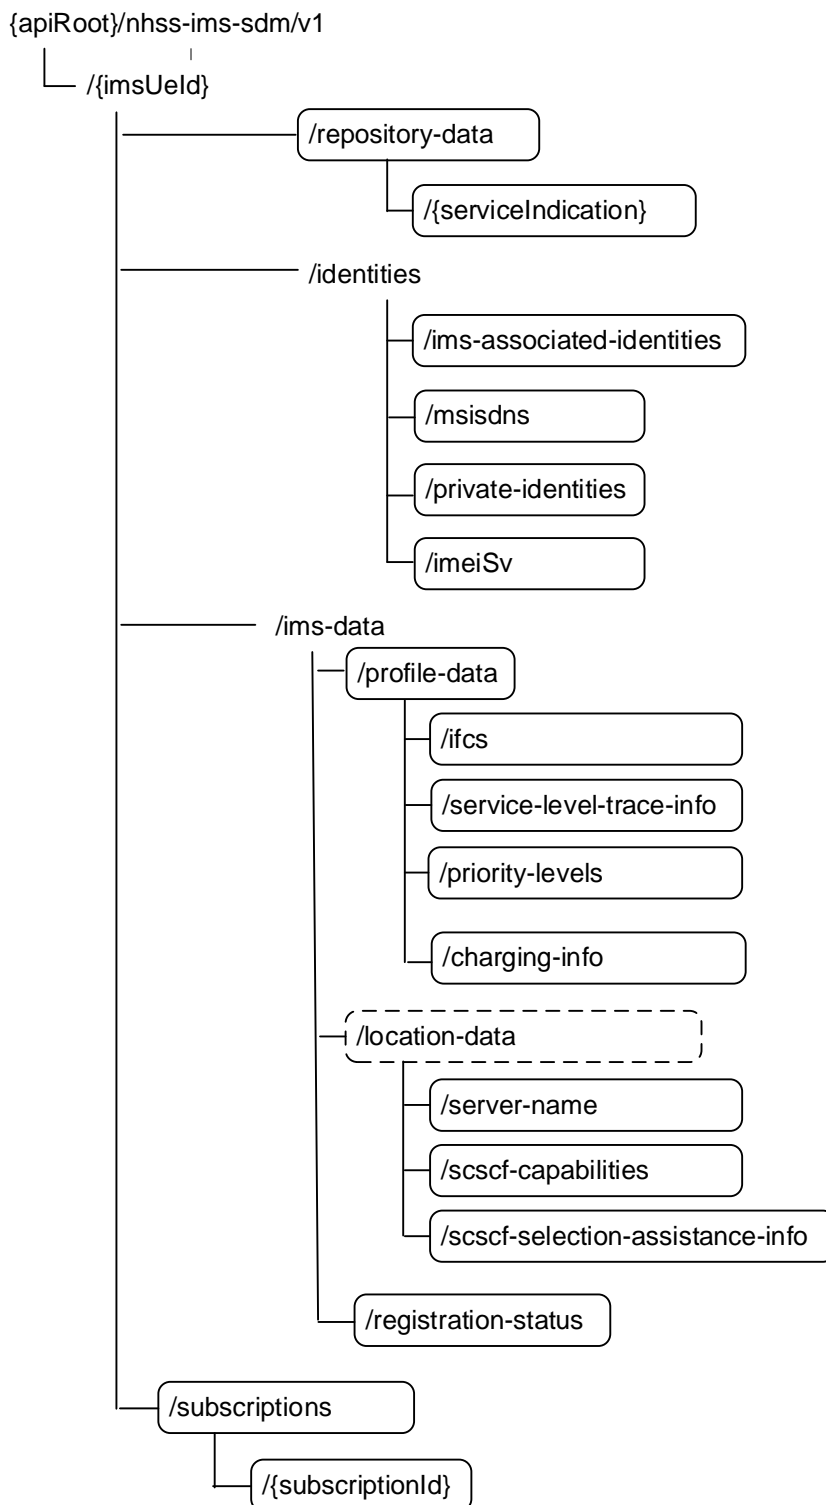 {apiRoot}/nhss-ims-sdm/v1
/{imsUeId}
/repository-data
/{serviceIndication}
/identities
/ims-associated-identities
/msisdns
/private-identities
/imeiSv
/ims-data
/profile-data
/ifcs
/service-level-trace-info
/priority-levels
/charging-info
/location-data
/server-name
/scscf-capabilities
/scscf-selection-assistance-info
/registration-status
/subscriptions
/{subscriptionId}